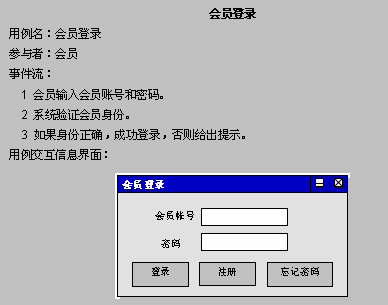 会员登录
用例名：会员登录
参与者：会员
事件流：
1 会员输入会员账号和密码。
2 系统验证会员身份。
3 如果身份正确，成功登录，否则给出提示。
用例交互信息界面：
会员登录
会员帐号
密码
登录 注册 忘记密码